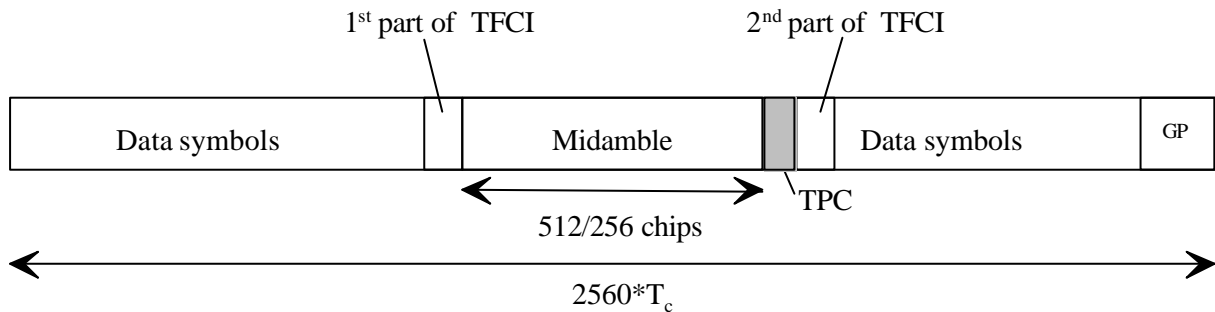 1st part of TFCI
2nd part of TFCI
Data symbols
Midamble
Data symbols
GP
TPC
512/256 chips
2560*Tc